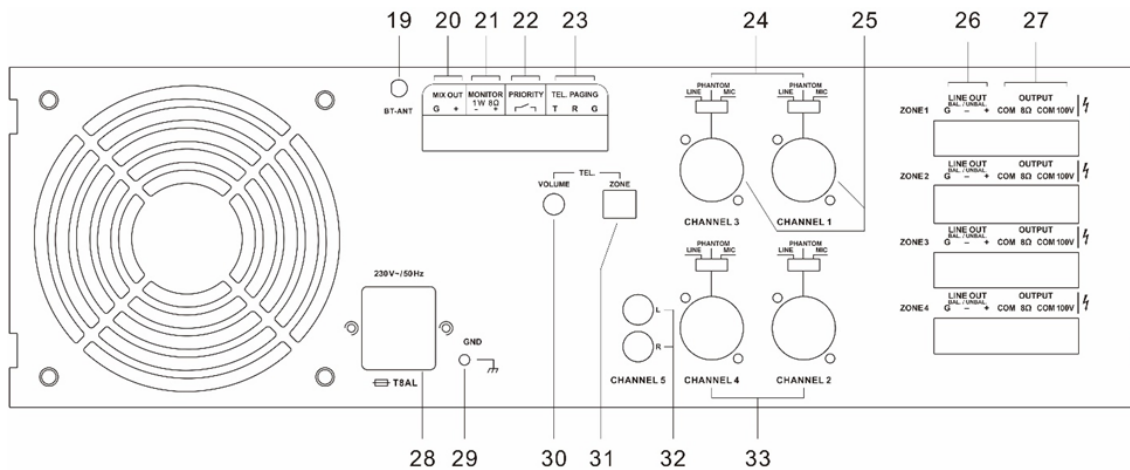 19 20 21 22 23 24 25 26 27
BT-ANT
MIX OUT MONITOR PRIORITY TEL. PAGING
1W 8Ω
G + - + T R G
PHANTOM PHANTOM
LINE MIC LINE MIC
CHANNEL 3 CHANNEL 1
TEL.
VOLUME ZONE
LINE OUT OUTPUT
BAL. / UNBAL.
ZONE1 G - + COM 8Ω COM 100V
LINE OUT OUTPUT
BAL. / UNBAL.
ZONE2 G - + COM 8Ω COM 100V
LINE OUT OUTPUT
BAL. / UNBAL.
ZONE3 G - + COM 8Ω COM 100V
LINE OUT OUTPUT
BAL. / UNBAL.
ZONE4 G - + COM 8Ω COM 100V
PHANTOM PHANTOM
LINE MIC LINE MIC
230V~/50Hz
GND
T8AL
L
R
CHANNEL 5 CHANNEL 4 CHANNEL 2
28 29 30 31 32 33